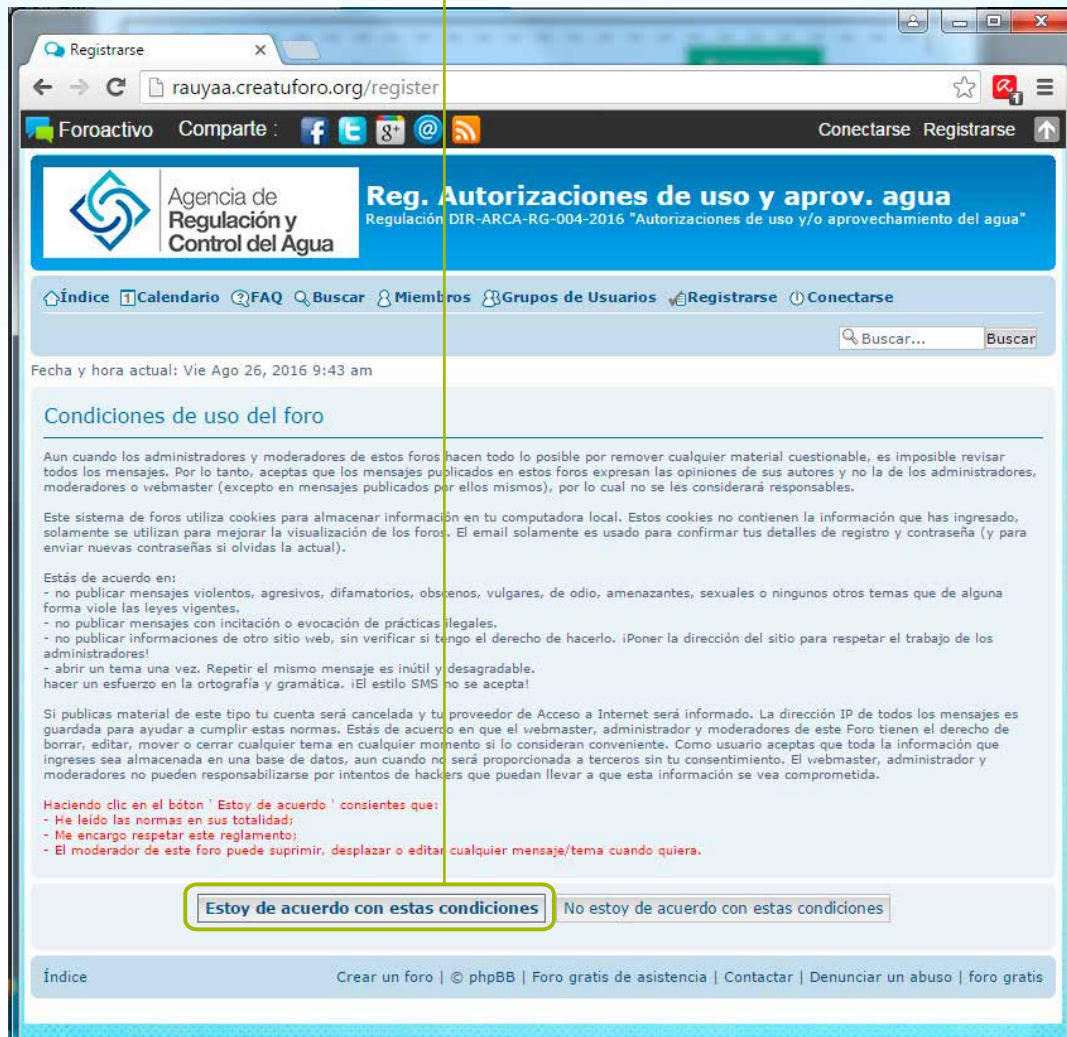 Registrarse
rauyaa.creatuforo.org/register
1
Foroactivo Comparte : f t g+ @ Conectarse Registrarse
Agencia de
Regulación y
Control del Agua
Reg. Autorizaciones de uso y aprov. agua
Regulación DIR-ARCA-RG-004-2016 "Autorizaciones de uso y/o aprovechamiento del agua"
Índice 1 Calendario ? FAQ Buscar Miembros Grupos de Usuarios Registrarse Conectarse
Buscar... Buscar
Fecha y hora actual: Vie Ago 26, 2016 9:43 am
Condiciones de uso del foro
Aun cuando los administradores y moderadores de estos foros hacen todo lo posible por remover cualquier material cuestionable, es imposible revisar
todos los mensajes. Por lo tanto, aceptas que los mensajes publicados en estos foros expresan las opiniones de sus autores y no la de los administradores,
moderadores o webmaster (excepto en mensajes publicados por ellos mismos), por lo cual no se les considerará responsables.
Este sistema de foros utiliza cookies para almacenar información en tu computadora local. Estos cookies no contienen la información que has ingresado,
solamente se utilizan para mejorar la visualización de los foros. El email solamente es usado para confirmar tus detalles de registro y contraseña (y para
enviar nuevas contraseñas si olvidas la actual).
Estás de acuerdo en:
- no publicar mensajes violentos, agresivos, difamatorios, obscenos, vulgares, de odio, amenazantes, sexuales o ningunos otros temas que de alguna
forma viole las leyes vigentes.
- no publicar mensajes con incitación o evocación de prácticas ilegales.
- no publicar informaciones de otro sitio web, sin verificar si tengo el derecho de hacerlo. ¡Poner la dirección del sitio para respetar el trabajo de los
administradores!
- abrir un tema una vez. Repetir el mismo mensaje es inútil y desagradable.
hacer un esfuerzo en la ortografía y gramática. ¡El estilo SMS no se acepta!
Si publicas material de este tipo tu cuenta será cancelada y tu proveedor de Acceso a Internet será informado. La dirección IP de todos los mensajes es
guardada para ayudar a cumplir estas normas. Estás de acuerdo en que el webmaster, administrador y moderadores de este Foro tienen el derecho de
borrar, editar, mover o cerrar cualquier tema en cualquier momento si lo consideran conveniente. Como usuario aceptas que toda la información que
ingreses sea almacenada en una base de datos, aun cuando no será proporcionada a terceros sin tu consentimiento. El webmaster, administrador y
moderadores no pueden responsabilizarse por intentos de hackers que puedan llevar a que esta información se vea comprometida.
Haciendo clic en el bóton ' Estoy de acuerdo ' consientes que:
- He leído las normas en sus totalidad;
- Me encargo respetar este reglamento;
- El moderador de este foro puede suprimir, desplazar o editar cualquier mensaje/tema cuando quiera.
Estoy de acuerdo con estas condiciones No estoy de acuerdo con estas condiciones
Índice Crear un foro | © phpBB | Foro gratis de asistencia | Contactar | Denunciar un abuso | foro gratis